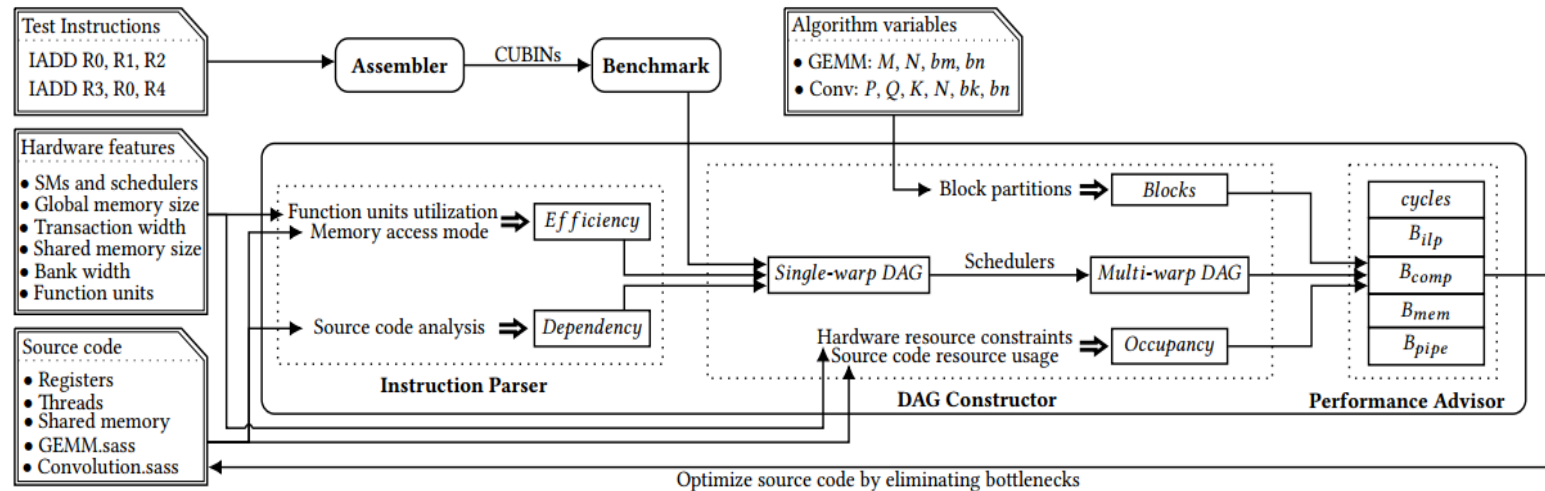 Test Instructions
IADD R0, R1, R2
IADD R3, R0, R4
Assembler
CUBINs
Benchmark
Algorithm variables
● GEMM: M, N, bm, bn
● Conv: P, Q, K, N, bk, bn
Hardware features
● SMs and schedulers
● Global memory size
● Transaction width
● Shared memory size
● Bank width
● Function units
Source code
● Registers
● Threads
● Shared memory
● GEMM.sass
● Convolution.sass
Function units utilization
Memory access mode
Efficiency
Source code analysis
Dependency
Instruction Parser
Block partitions
Blocks
Single-warp DAG
Schedulers
Multi-warp DAG
Hardware resource constraints
Source code resource usage
Occupancy
DAG Constructor
cycles
B_ilp
B_comp
B_mem
B_pipe
Performance Advisor
Optimize source code by eliminating bottlenecks